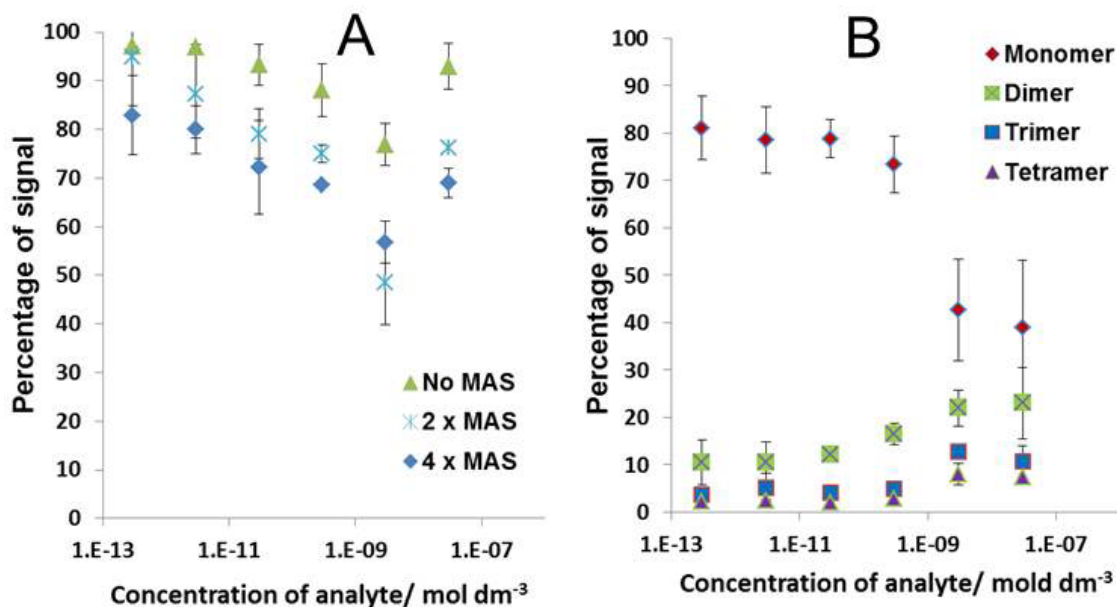 A
Percentage of signal
100
90
80
70
60
50
40
30
20
10
0
No MAS
2 x MAS
4 x MAS
1.E-13
1.E-11
1.E-09
1.E-07
Concentration of analyte/ mol dm-3
B
Percentage of signal
100
90
80
70
60
50
40
30
20
10
0
Monomer
Dimer
Trimer
Tetramer
1.E-13
1.E-11
1.E-09
1.E-07
Concentration of analyte/ mold dm-3